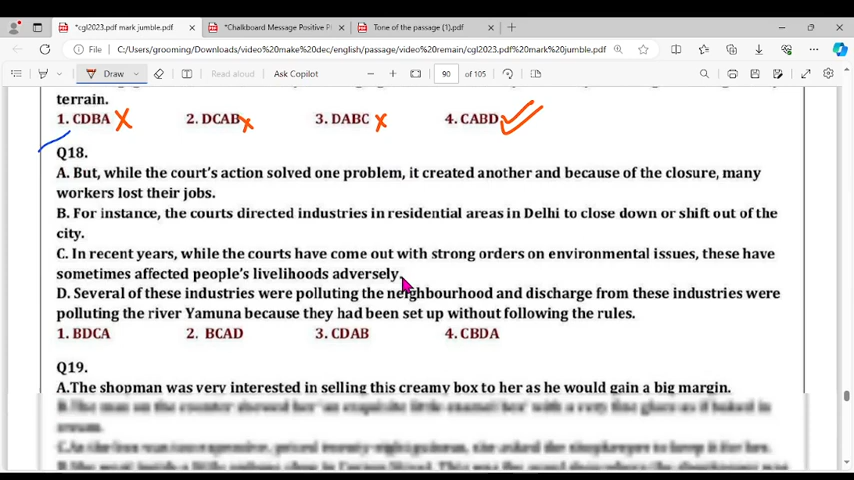 *cgl2023.pdf mark jumble.pdf
*Chalkboard Message Positive P
Tone of the passage (1).pdf
File C:/Users/grooming/Downloads/video%20make%20dec/english/passage/video%20remain/cgl2023.pdf%20mark%20jumble.pdf
Draw Read aloud Ask Copilot 90 of 105
terrain.
1. CDBA 2. DCAB 3. DABC 4. CABD
Q18.
A. But, while the court's action solved one problem, it created another and because of the closure, many
workers lost their jobs.
B. For instance, the courts directed industries in residential areas in Delhi to close down or shift out of the
city.
C. In recent years, while the courts have come out with strong orders on environmental issues, these have
sometimes affected people's livelihoods adversely.
D. Several of these industries were polluting the neighbourhood and discharge from these industries were
polluting the river Yamuna because they had been set up without following the rules.
1. BDCA 2. BCAD 3. CDAB 4. CBDA
Q19.
A.The shopman was very interested in selling this creamy box to her as he would gain a big margin.